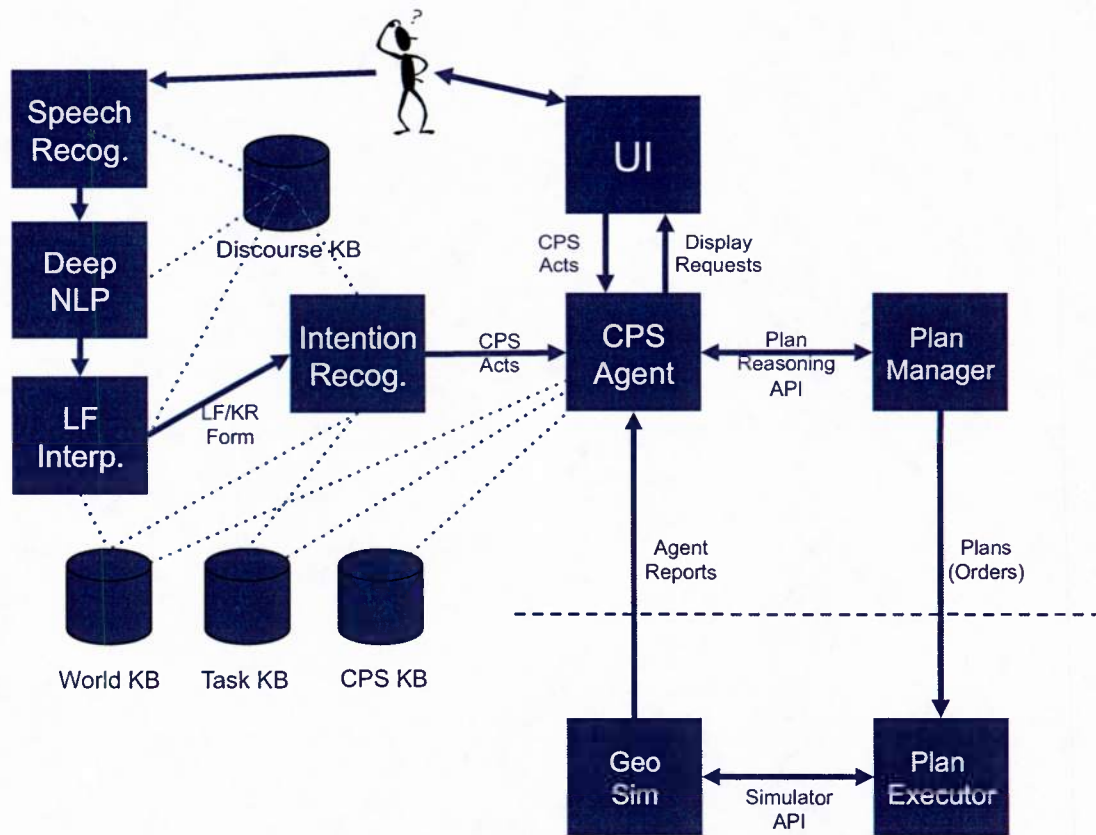 ?
Speech
Recog.
UI
Discourse KB
CPS
Acts
Display
Requests
Deep
NLP
Intention
Recog.
CPS
Acts
CPS
Agent
Plan
Reasoning
API
Plan
Manager
LF
Interp.
LF/KR
Form
Agent
Reports
Plans
(Orders)
World KB
Task KB
CPS KB
Geo
Sim
Simulator
API
Plan
Executor